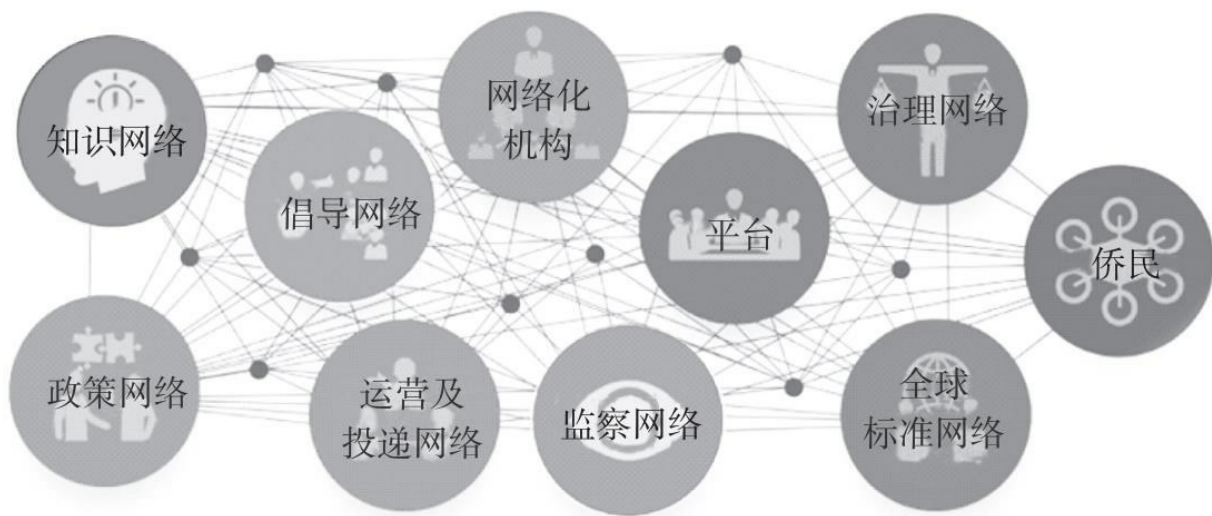 知识网络
倡导网络
网络化
机构
平台
治理网络
侨民
政策网络
运营及
投递网络
监察网络
全球
标准网络